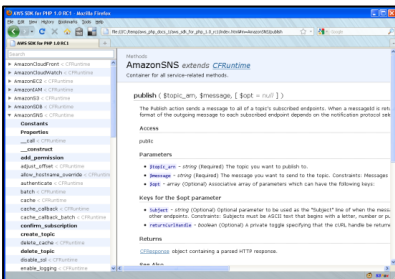 AWS SDK for PHP 1.0 RC1 - Mozilla Firefox
File Edit View History Bookmarks Tools Help
AWS SDK for PHP 1.0 RC1
Search
AmazonCloudFront < CFRuntime
AmazonCloudWatch < CFRuntime
AmazonEC2 < CFRuntime
AmazonIAM < CFRuntime
AmazonS3 < CFRuntime
AmazonSDB < CFRuntime
AmazonSNS < CFRuntime
Constants
Properties
__call < CFRuntime
__construct
add_permission
adjust_offset < CFRuntime
allow_hostname_override < CFRuntime
authenticate < CFRuntime
batch < CFRuntime
cache < CFRuntime
cache_callback < CFRuntime
cache_callback_batch < CFRuntime
confirm_subscription
create_topic
delete_cache < CFRuntime
delete_topic
disable_ssl < CFRuntime
enable_logging < CFRuntime
Methods
AmazonSNS extends CFRuntime
Container for all service-related methods.
publish ( $topic_arn, $message, [ $opt = null ] )
The Publish action sends a message to all of a topic's subscribed endpoints. When a messageId is retu
format of the outgoing message to each subscribed endpoint depends on the notification protocol sele
Access
public
Parameters
$topic_arn - string (Required) The topic you want to publish to.
$message - string (Required) The message you want to send to the topic. Constraints: Messages
$opt - array (Optional) Associative array of parameters which can have the following keys:
Keys for the $opt parameter
Subject - string (Optional) Optional parameter to be used as the "Subject" line of when the messa
other endpoints. Constraints: Subjects must be ASCII text that begins with a letter, number or pu
returnCurlHandle - boolean (Optional) A private toggle specifying that the cURL handle be return
Returns
CFResponse object containing a parsed HTTP response.
See Also